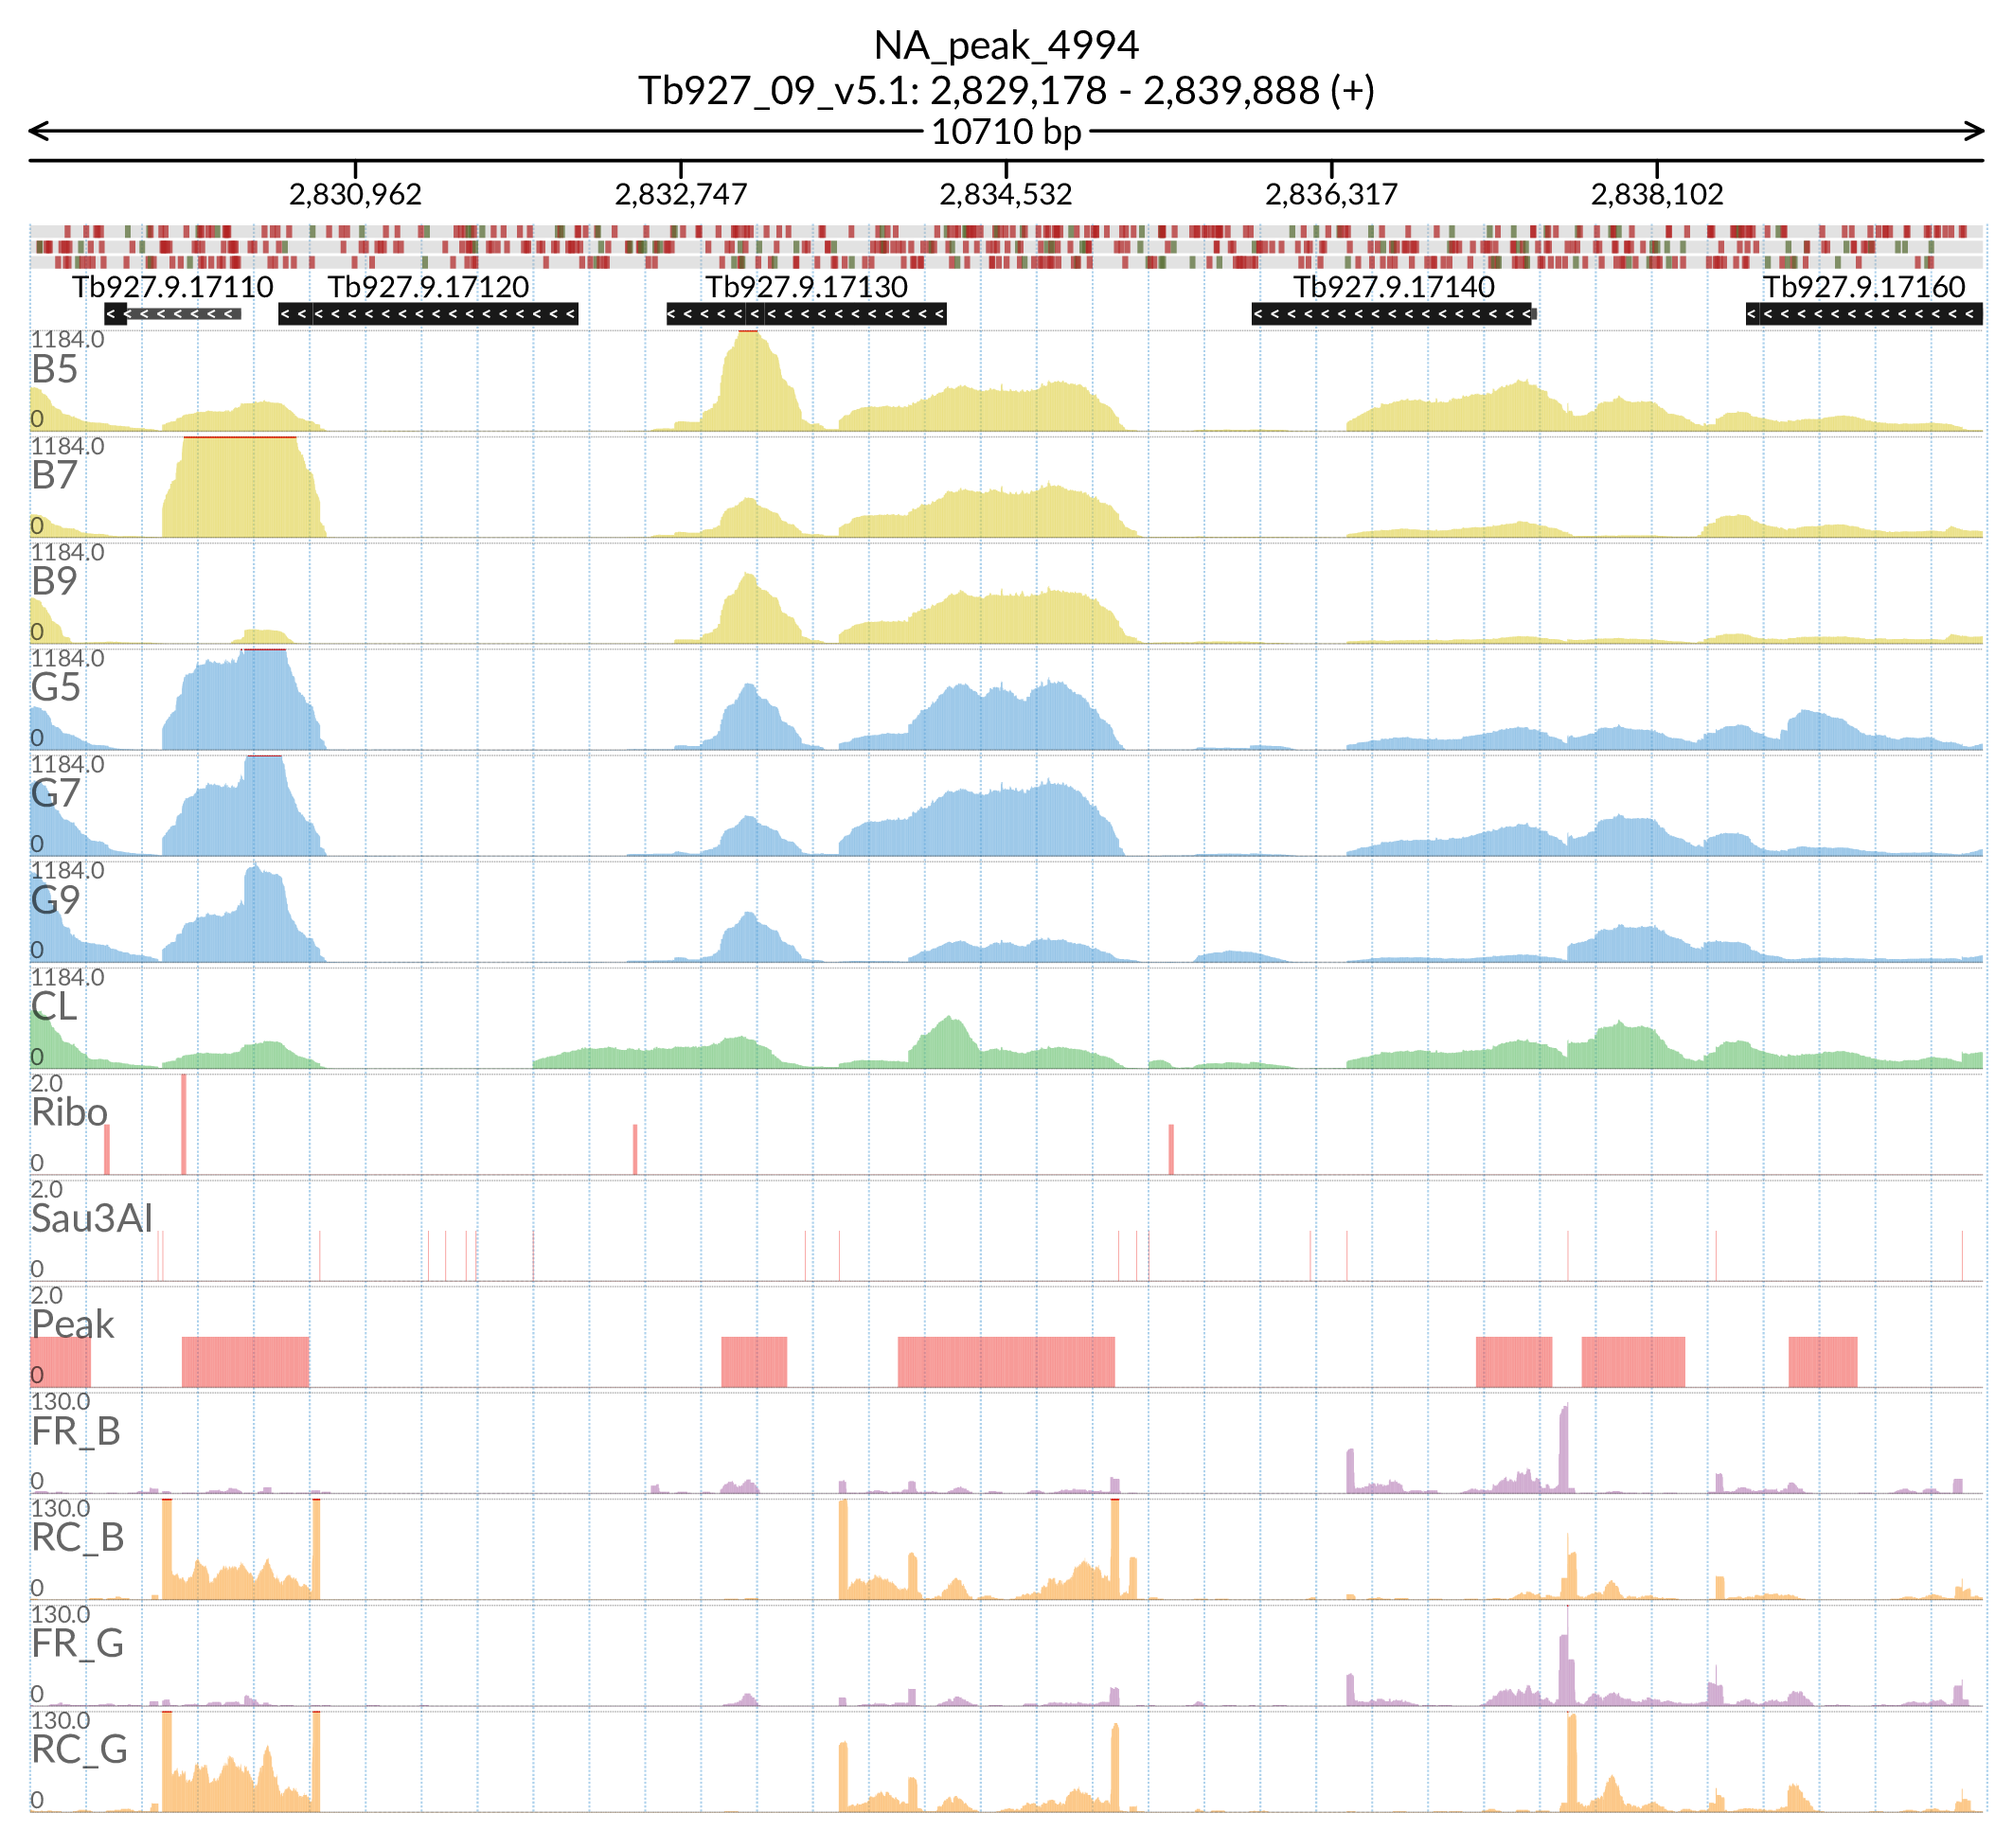 NA_peak_4994
Tb927_09_v5.1: 2,829,178 - 2,839,888 (+)
10710 bp
2,830,962 2,832,747 2,834,532 2,836,317 2,838,102
Tb927.9.17110 Tb927.9.17120 Tb927.9.17130 Tb927.9.17140 Tb927.9.17160
1184.0
B5
0
1184.0
B7
0
1184.0
B9
0
1184.0
G5
0
1184.0
G7
0
1184.0
G9
0
1184.0
CL
0
2.0
Ribo
0
2.0
Sau3AI
0
2.0
Peak
0
130.0
FR_B
0
130.0
RC_B
0
130.0
FR_G
0
130.0
RC_G
0